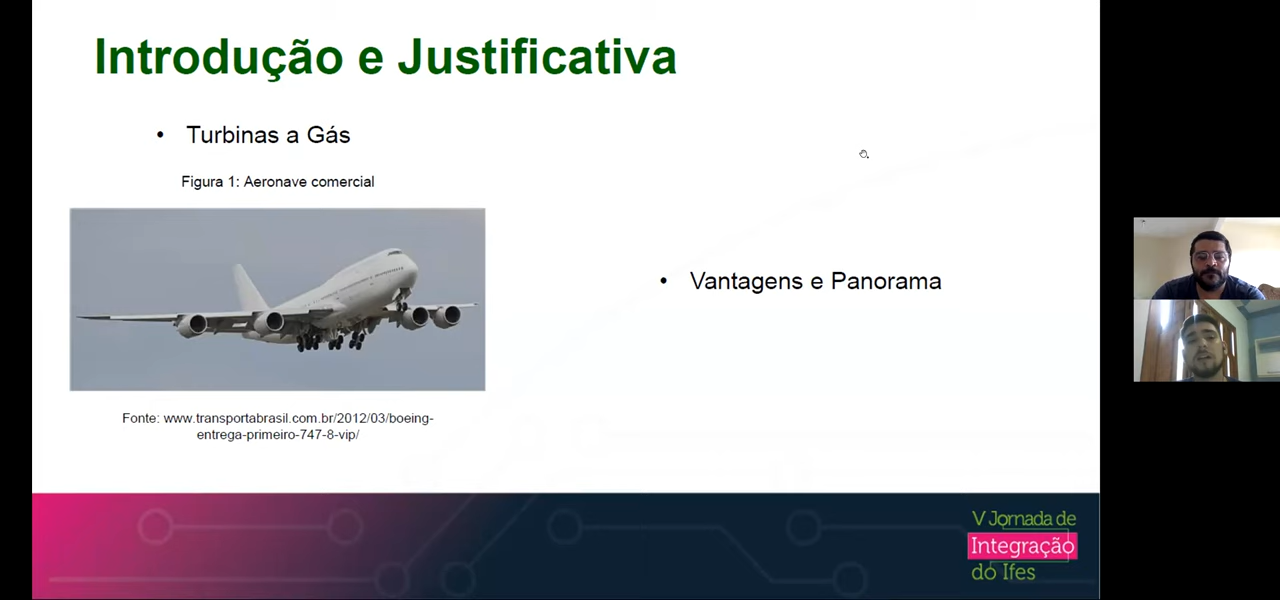 Introdução e Justificativa
• Turbinas a Gás
Figura 1: Aeronave comercial
Fonte: www.transportabrasil.com.br/2012/03/boeing-
entrega-primeiro-747-8-vip/
• Vantagens e Panorama
V Jornada de
Integração
do Ifes